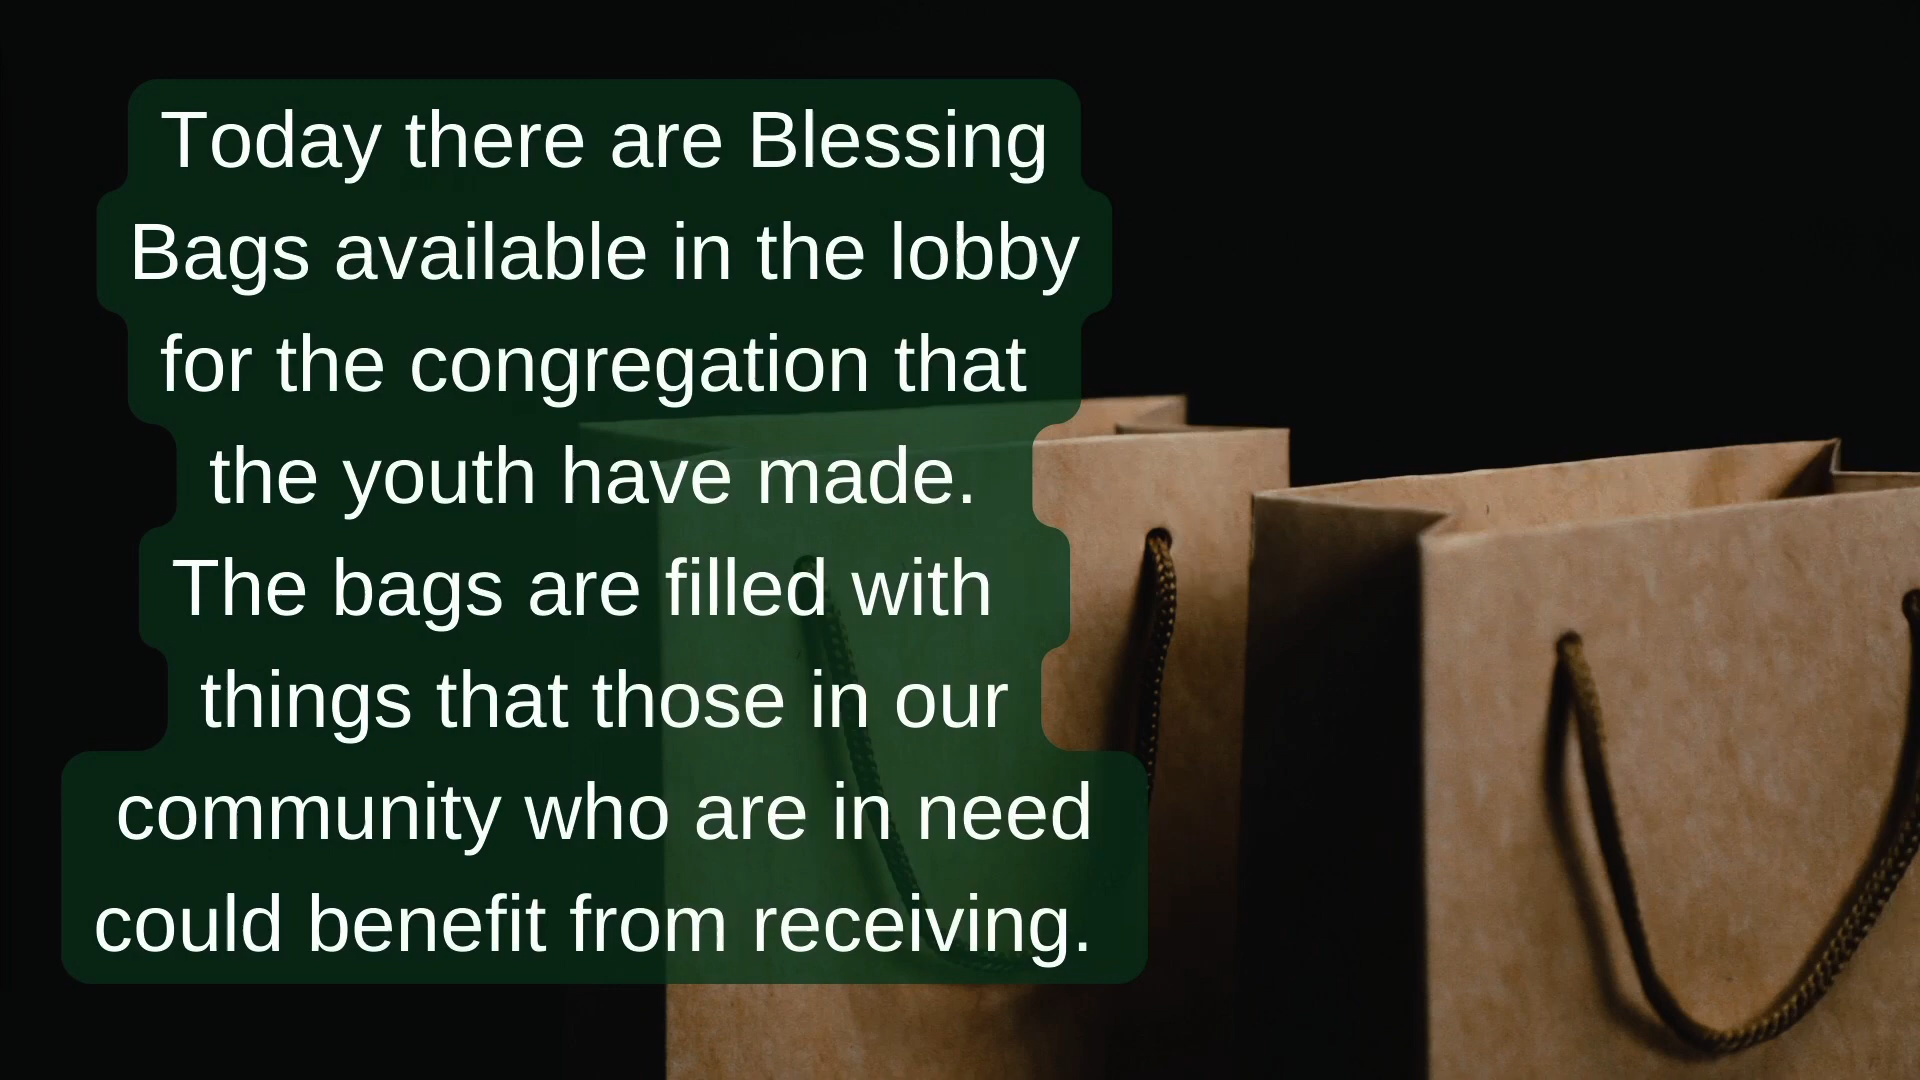 Today there are Blessing
Bags available in the lobby
for the congregation that
the youth have made.
The bags are filled with
things that those in our
community who are in need
could benefit from receiving.